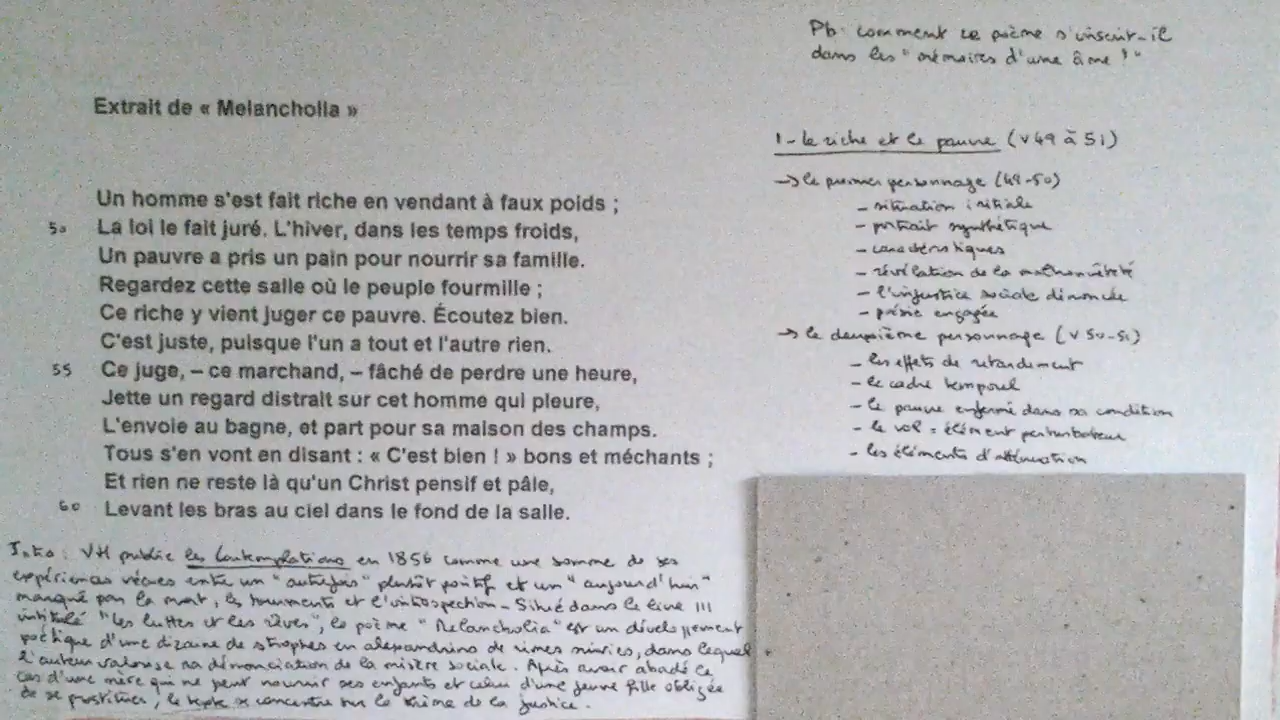 Pb: comment ce poème s'inscrit-il
dans les "mémoires d'une âme"?
Extrait de « Melancholia »
Un homme s'est fait riche en vendant à faux poids ;
50 La loi le fait juré. L'hiver, dans les temps froids,
Un pauvre a pris un pain pour nourrir sa famille.
Regardez cette salle où le peuple fourmille ;
Ce riche y vient juger ce pauvre. Écoutez bien.
C'est juste, puisque l'un a tout et l'autre rien.
55 Ce juge, – ce marchand, – fâché de perdre une heure,
Jette un regard distrait sur cet homme qui pleure,
L'envoie au bagne, et part pour sa maison des champs.
Tous s'en vont en disant : « C'est bien ! » bons et méchants ;
Et rien ne reste là qu'un Christ pensif et pâle,
60 Levant les bras au ciel dans le fond de la salle.
Intro : VH publie les Contemplations en 1856 comme une somme de ses
expériences vécues entre un "autrefois" plutôt positif et un "aujourd'hui"
marqué par la mort, les tourments et l'introspection - Situé dans le livre III
intitulé "les luttes et les rêves", le poème "Melancholia" est un développement
poétique d'une dizaine de strophes en alexandrins de rimes suivies, dans lequel
l'auteur valorise sa dénonciation de la misère sociale. Après avoir abordé le
cas d'une mère qui ne peut nourrir ses enfants et celui d'une jeune fille obligée
de se prostituer, le texte se concentre sur le thème de la justice.
1 - le riche et le pauvre (v 49 à 51)
→ le premier personnage (49-50)
- situation initiale
- portrait synthétique
- caractéristiques
- révélation de la malhonnêteté
- l'injustice sociale dénoncée
- poésie engagée
→ le deuxième personnage (v 50-51)
- les effets de retardement
- le cadre temporel
- le pauvre enfermé dans sa condition
- le vol = élément perturbateur
- les éléments d'atténuation